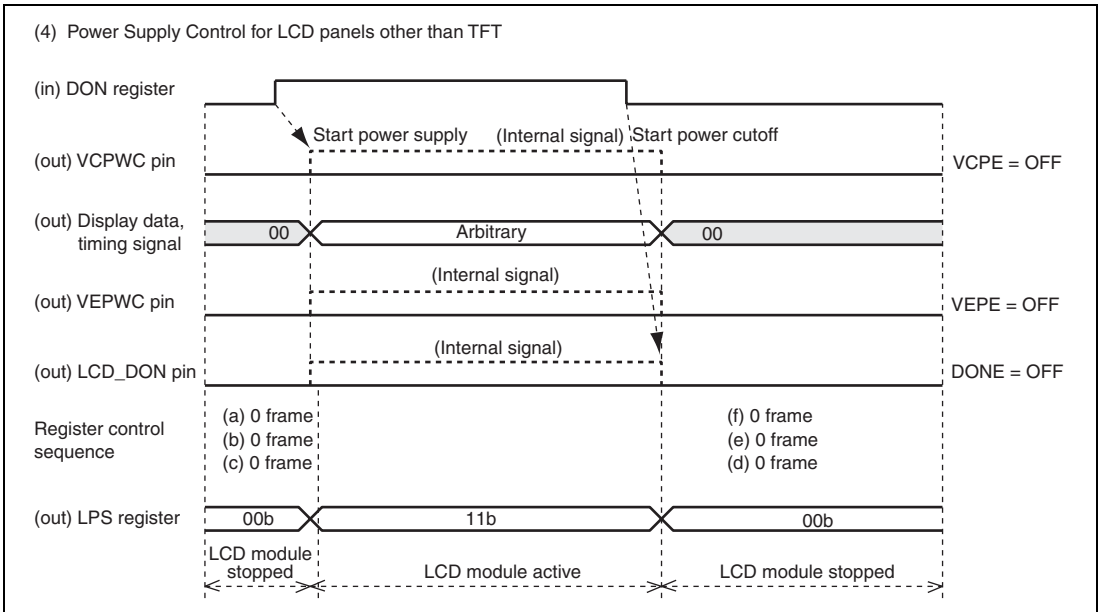 (4) Power Supply Control for LCD panels other than TFT
(in) DON register
Start power supply (Internal signal) Start power cutoff
(out) VCPWC pin VCPE = OFF
(out) Display data,
timing signal
00 Arbitrary 00
(Internal signal)
(out) VEPWC pin VEPE = OFF
(Internal signal)
(out) LCD_DON pin DONE = OFF
Register control
sequence
(a) 0 frame (f) 0 frame
(b) 0 frame (e) 0 frame
(c) 0 frame (d) 0 frame
(out) LPS register 00b 11b 00b
LCD module
stopped LCD module active LCD module stopped